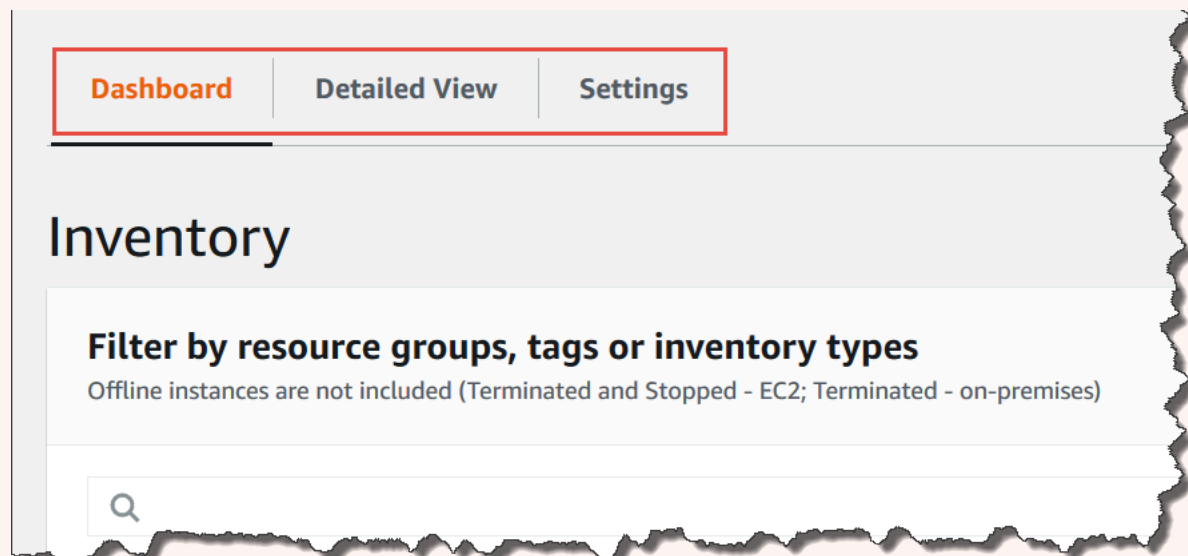 Dashboard Detailed View Settings
Inventory
Filter by resource groups, tags or inventory types
Offline instances are not included (Terminated and Stopped - EC2; Terminated - on-premises)